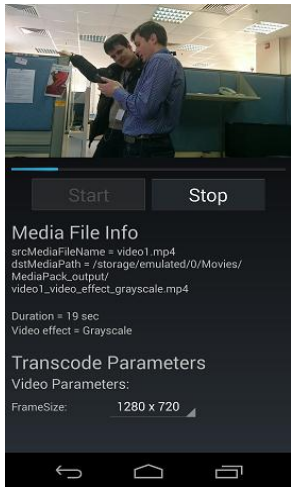 Start
Stop
Media File Info
srcMediaFileName = video1.mp4
dstMediaPath = /storage/emulated/0/Movies/
MediaPack_output/
video1_video_effect_grayscale.mp4
Duration = 19 sec
Video effect = Grayscale
Transcode Parameters
Video Parameters:
FrameSize:
1280 x 720